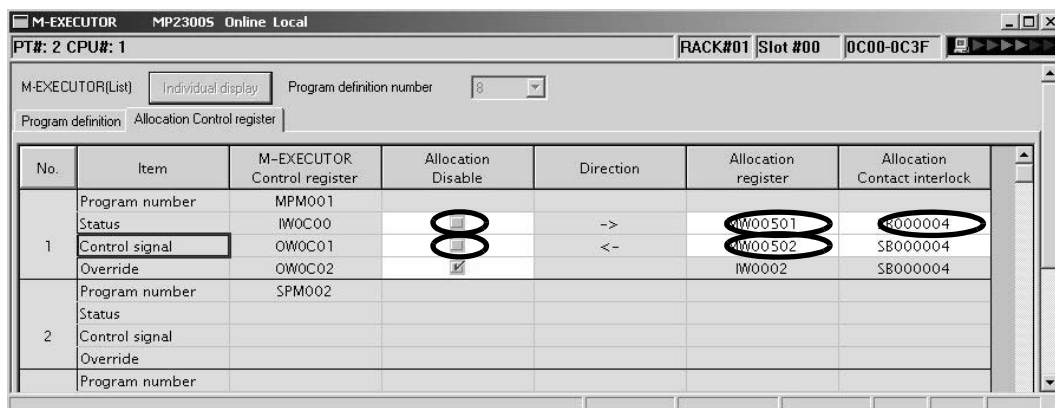 M-EXECUTOR MP2300S Online Local
PT#: 2 CPU#: 1 RACK#01 Slot #00 0C00-0C3F
M-EXECUTOR(List) Individual display Program definition number 8
Program definition Allocation Control register
No. Item M-EXECUTOR Control register Allocation Disable Direction Allocation register Allocation Contact interlock
Program number MPM001
Status IW0C00 -> MW00501 SB000004
1 Control signal OW0C01 <- MW00502 SB000004
Override OW0C02 IW0002 SB000004
Program number SPM002
Status
2 Control signal
Override
Program number